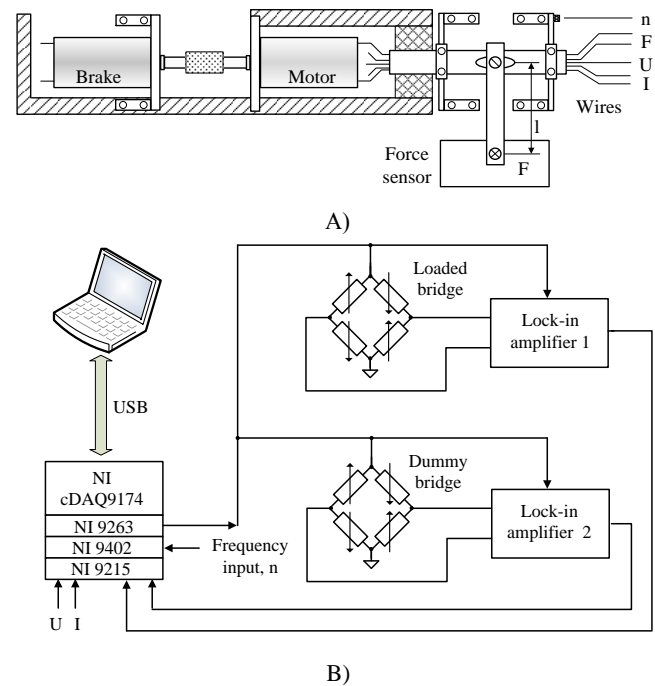 Brake
Motor
n
F
U
I
Wires
l
Force
sensor
F
A)
Loaded
bridge
Lock-in
amplifier 1
USB
NI
cDAQ9174
NI 9263
NI 9402
NI 9215
Frequency
input, n
U I
Dummy
bridge
Lock-in
amplifier 2
B)